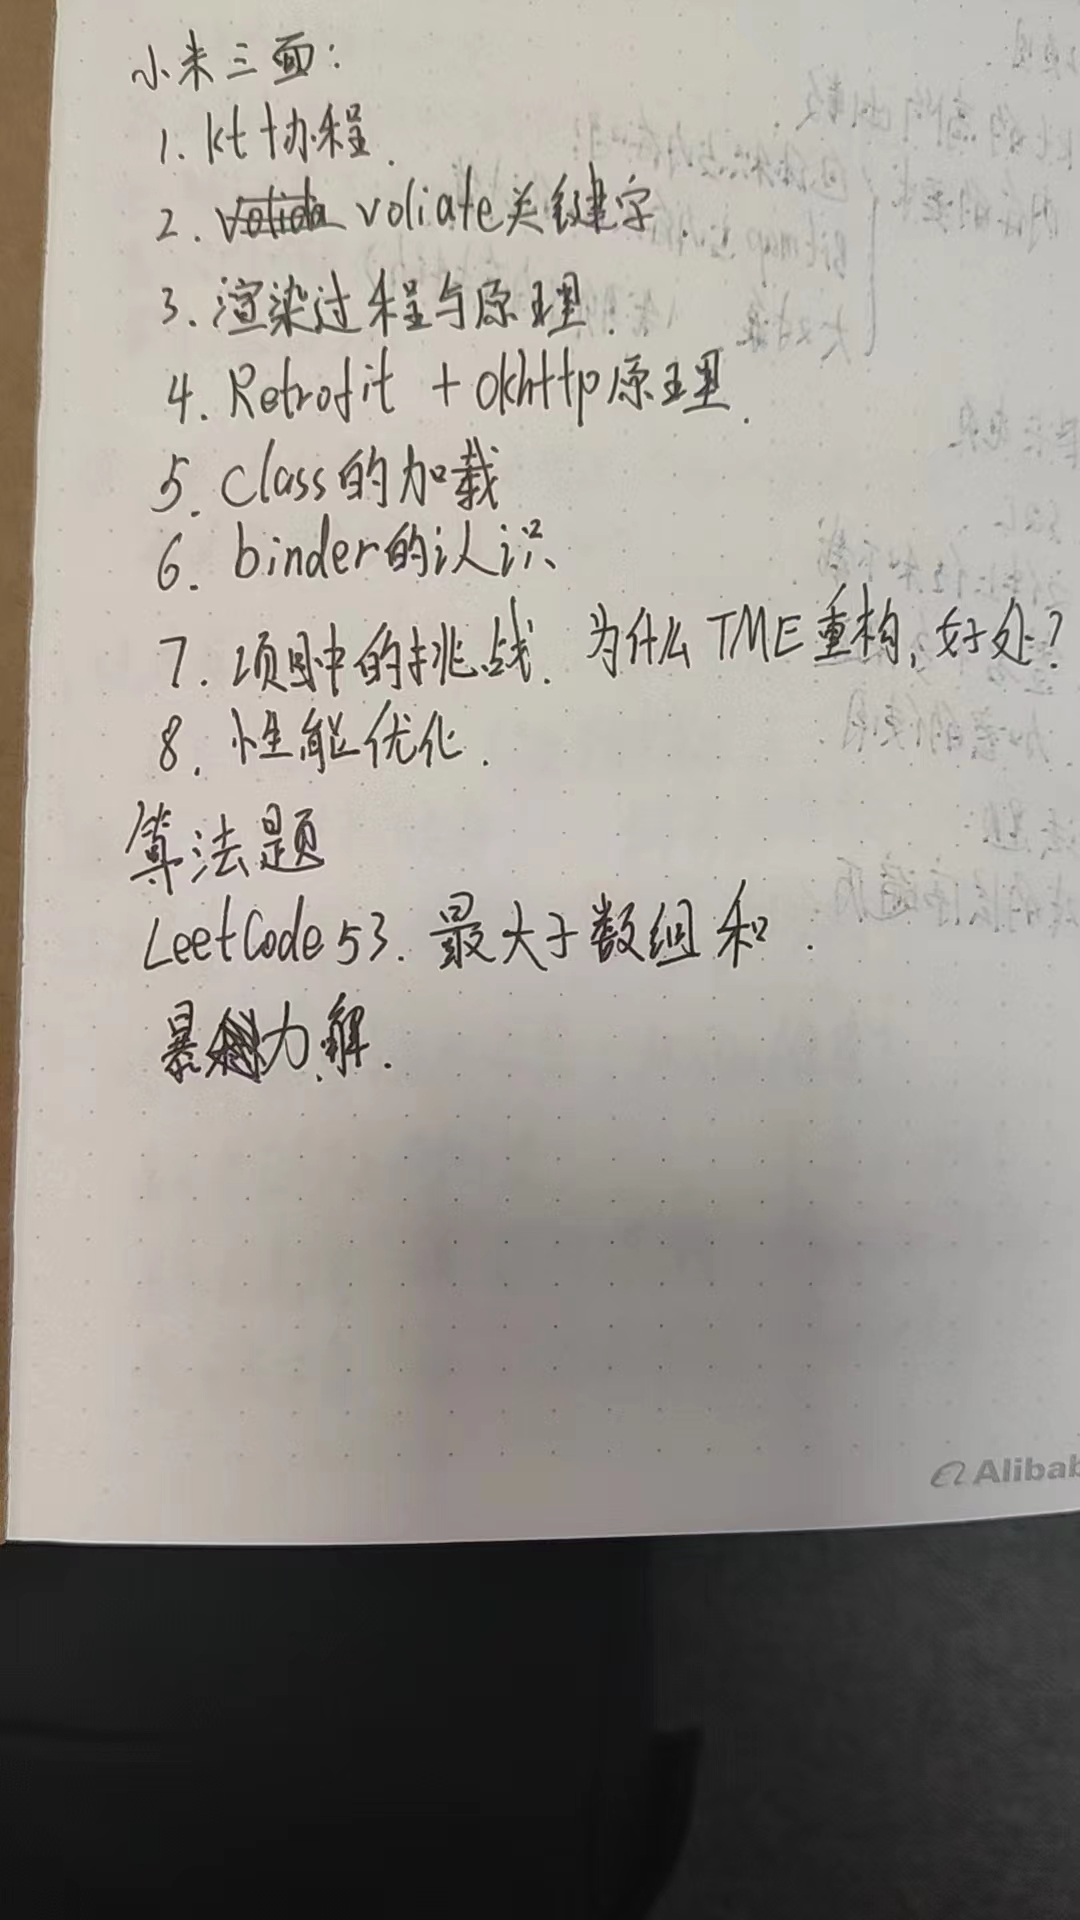 小米三面：
1. kt 协程.
2. voliate关键字.
3. 渲染过程与原理.
4. Retrofit + okhttp原理.
5. class的加载
6. binder的认识
7. 项目中的挑战. 为什么TME重构, 好处?
8. 性能优化.
算法题
LeetCode 53. 最大子数组和.
暴力解.
Alibab